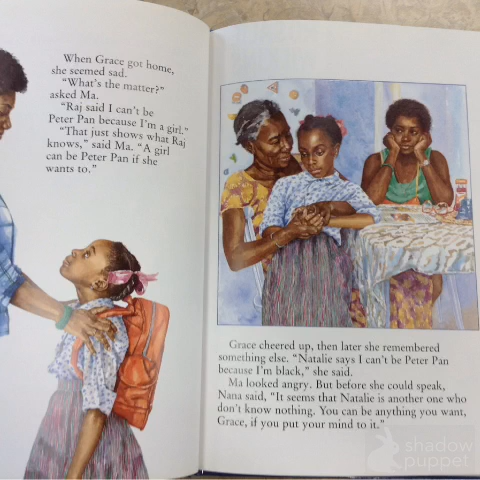 When Grace got home,
she seemed sad.
"What's the matter?"
asked Ma.
"Raj said I can't be
Peter Pan because I'm a girl."
"That just shows what Raj
knows," said Ma. "A girl
can be Peter Pan if she
wants to."
Grace cheered up, then later she remembered
something else. "Natalie says I can't be Peter Pan
because I'm black," she said.
Ma looked angry. But before she could speak,
Nana said, "It seems that Natalie is another one who
don't know nothing. You can be anything you want,
Grace, if you put your mind to it."
shadow
puppet